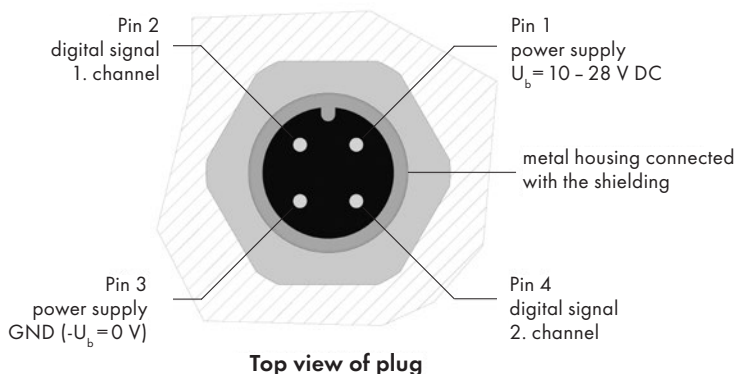 Pin 2
digital signal
1. channel
Pin 1
power supply
U_b = 10 – 28 V DC
metal housing connected
with the shielding
Pin 3
power supply
GND (-U_b = 0 V)
Pin 4
digital signal
2. channel
Top view of plug